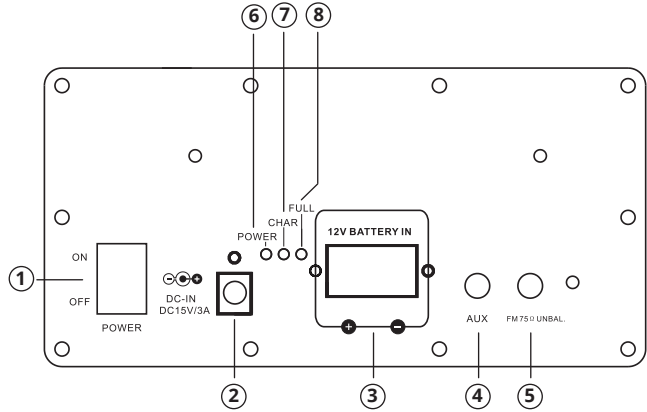 ⑥ ⑦ ⑧
FULL
CHAR
POWER
12V BATTERY IN
ON
①
OFF
DC-IN
DC15V/3A
POWER
AUX
FM 75Ω UNBAL.
② ③ ④ ⑤